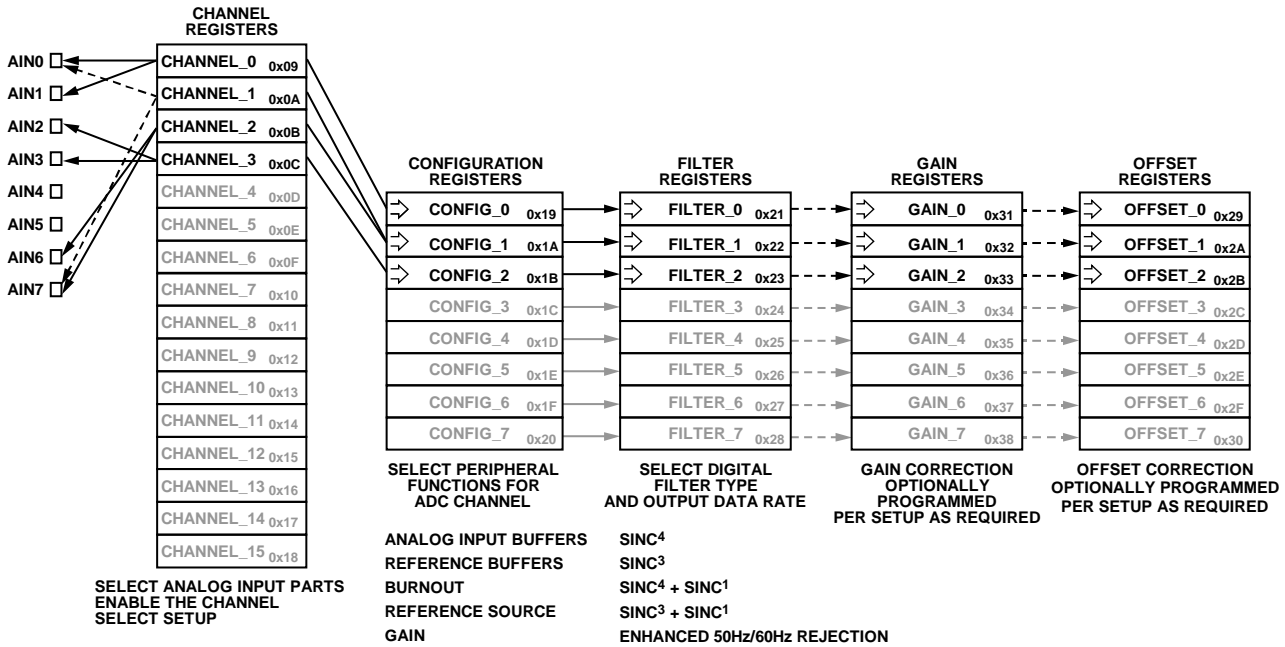 CHANNEL
REGISTERS
AIN0
AIN1
AIN2
AIN3
AIN4
AIN5
AIN6
AIN7
CHANNEL_0 0x09
CHANNEL_1 0x0A
CHANNEL_2 0x0B
CHANNEL_3 0x0C
CHANNEL_4 0x0D
CHANNEL_5 0x0E
CHANNEL_6 0x0F
CHANNEL_7 0x10
CHANNEL_8 0x11
CHANNEL_9 0x12
CHANNEL_10 0x13
CHANNEL_11 0x14
CHANNEL_12 0x15
CHANNEL_13 0x16
CHANNEL_14 0x17
CHANNEL_15 0x18
SELECT ANALOG INPUT PARTS
ENABLE THE CHANNEL
SELECT SETUP
CONFIGURATION
REGISTERS
CONFIG_0 0x19
CONFIG_1 0x1A
CONFIG_2 0x1B
CONFIG_3 0x1C
CONFIG_4 0x1D
CONFIG_5 0x1E
CONFIG_6 0x1F
CONFIG_7 0x20
SELECT PERIPHERAL
FUNCTIONS FOR
ADC CHANNEL
ANALOG INPUT BUFFERS
REFERENCE BUFFERS
BURNOUT
REFERENCE SOURCE
GAIN
FILTER
REGISTERS
FILTER_0 0x21
FILTER_1 0x22
FILTER_2 0x23
FILTER_3 0x24
FILTER_4 0x25
FILTER_5 0x26
FILTER_6 0x27
FILTER_7 0x28
SELECT DIGITAL
FILTER TYPE
AND OUTPUT DATA RATE
SINC4
SINC3
SINC4 + SINC1
SINC3 + SINC1
ENHANCED 50Hz/60Hz REJECTION
GAIN
REGISTERS
GAIN_0 0x31
GAIN_1 0x32
GAIN_2 0x33
GAIN_3 0x34
GAIN_4 0x35
GAIN_5 0x36
GAIN_6 0x37
GAIN_7 0x38
GAIN CORRECTION
OPTIONALLY
PROGRAMMED
PER SETUP AS REQUIRED
OFFSET
REGISTERS
OFFSET_0 0x29
OFFSET_1 0x2A
OFFSET_2 0x2B
OFFSET_3 0x2C
OFFSET_4 0x2D
OFFSET_5 0x2E
OFFSET_6 0x2F
OFFSET_7 0x30
OFFSET CORRECTION
OPTIONALLY PROGRAMMED
PER SETUP AS REQUIRED